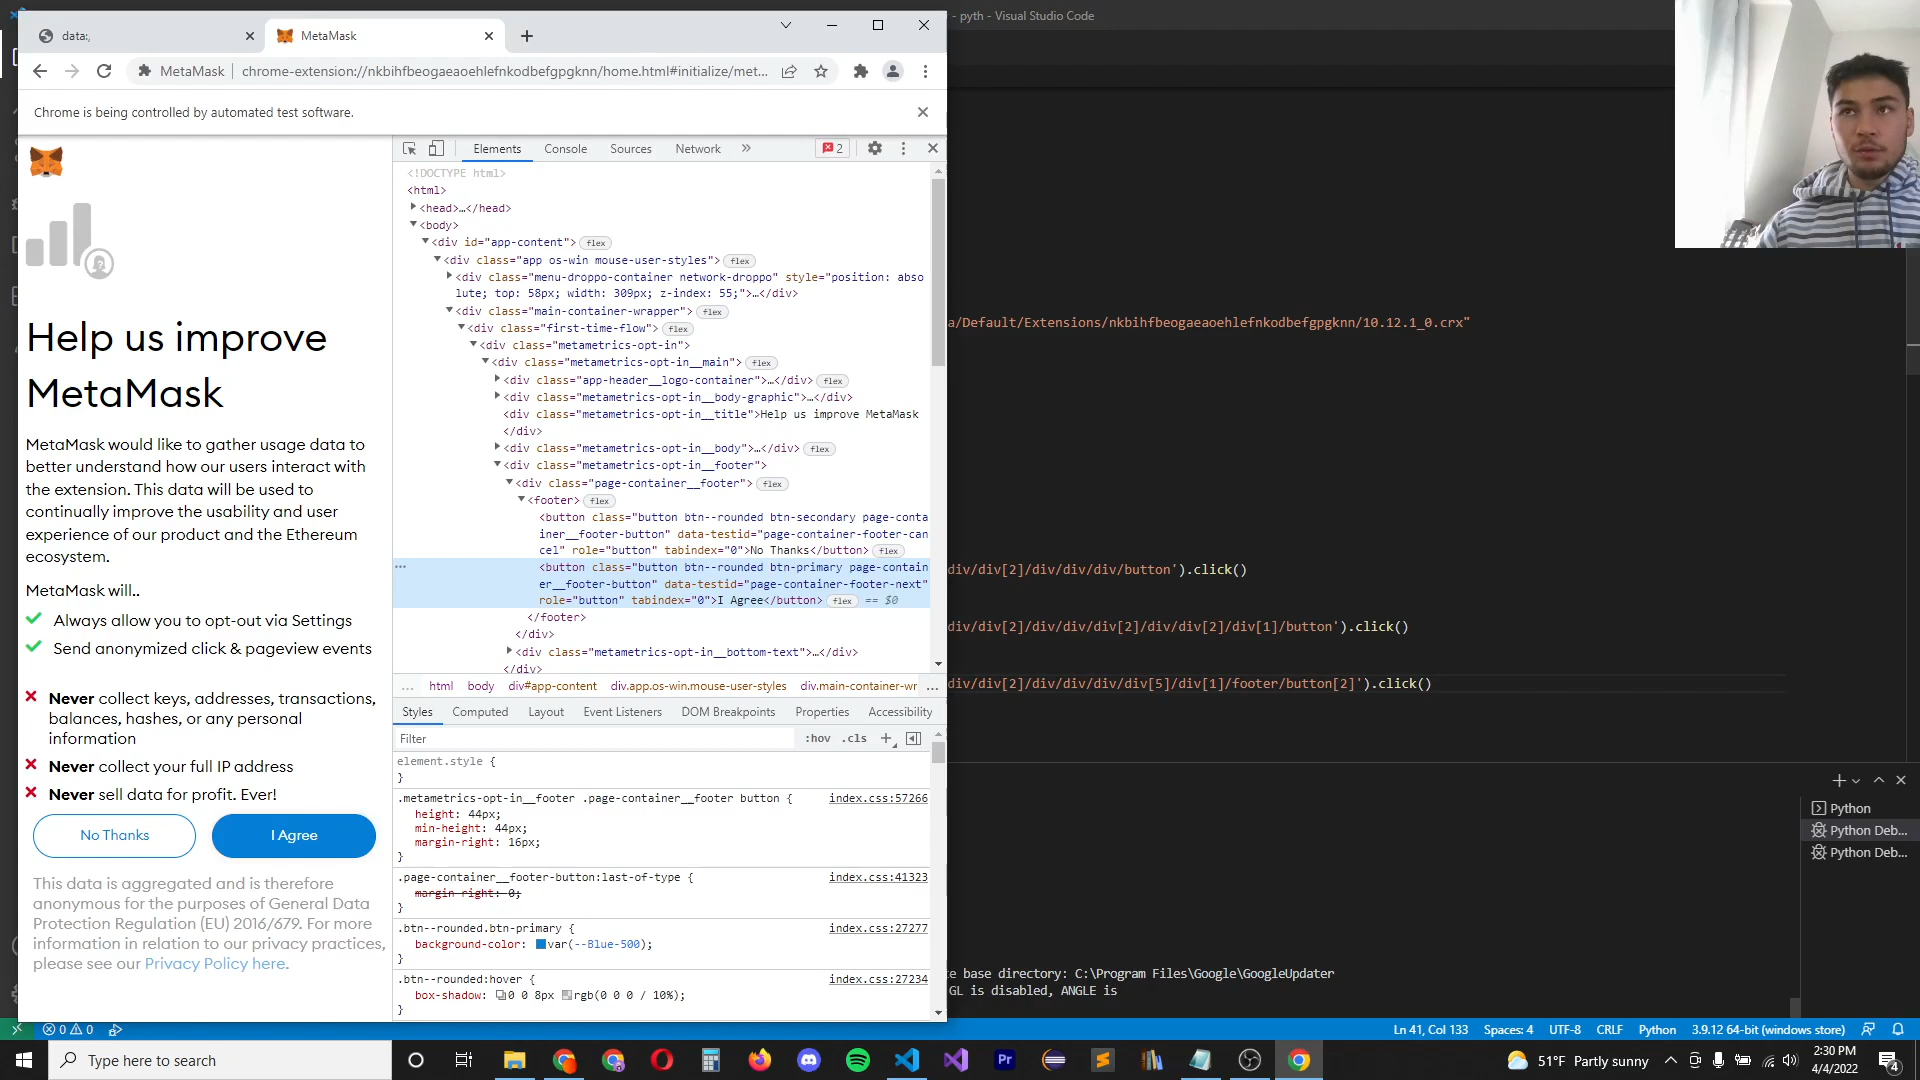 - pyth - Visual Studio Code
data:,
MetaMask
MetaMask
chrome-extension://nkbihfbeogaeaoehlefnkodbefgpgknn/home.html#initialize/met...
Chrome is being controlled by automated test software.
Help us improve
MetaMask
MetaMask would like to gather usage data to
better understand how our users interact with
the extension. This data will be used to
continually improve the usability and user
experience of our product and the Ethereum
ecosystem.
MetaMask will..
Always allow you to opt-out via Settings
Send anonymized click & pageview events
Never collect keys, addresses, transactions,
balances, hashes, or any personal
information
Never collect your full IP address
Never sell data for profit. Ever!
No Thanks
I Agree
This data is aggregated and is therefore
anonymous for the purposes of General Data
Protection Regulation (EU) 2016/679. For more
information in relation to our privacy practices,
please see our Privacy Policy here.
Elements Console Sources Network » 2
<!DOCTYPE html>
<html>
<head>…</head>
<body>
<div id="app-content"> flex
<div class="app os-win mouse-user-styles"> flex
<div class="menu-droppo-container network-droppo" style="position: abso
lute; top: 58px; width: 309px; z-index: 55;">…</div>
<div class="main-container-wrapper"> flex
<div class="first-time-flow"> flex
<div class="metametrics-opt-in">
<div class="metametrics-opt-in__main"> flex
<div class="app-header__logo-container">…</div> flex
<div class="metametrics-opt-in__body-graphic">…</div>
<div class="metametrics-opt-in__title">Help us improve MetaMask
</div>
<div class="metametrics-opt-in__body">…</div> flex
<div class="metametrics-opt-in__footer">
<div class="page-container__footer"> flex
<footer> flex
<button class="button btn--rounded btn-secondary page-conta
iner__footer-button" data-testid="page-container-footer-can
cel" role="button" tabindex="0">No Thanks</button> flex
… <button class="button btn--rounded btn-primary page-contain
er__footer-button" data-testid="page-container-footer-next"
role="button" tabindex="0">I Agree</button> flex == $0
</footer>
</div>
<div class="metametrics-opt-in__bottom-text">…</div>
</div>
… html body div#app-content div.app.os-win.mouse-user-styles div.main-container-wr …
Styles Computed Layout Event Listeners DOM Breakpoints Properties Accessibility
Filter :hov .cls +
element.style {
}
.metametrics-opt-in__footer .page-container__footer button { index.css:57266
height: 44px;
min-height: 44px;
margin-right: 16px;
}
.page-container__footer-button:last-of-type { index.css:41323
margin-right: 0;
}
.btn--rounded.btn-primary { index.css:27277
background-color: var(--Blue-500);
}
.btn--rounded:hover { index.css:27234
box-shadow: 0 0 8px rgb(0 0 0 / 10%);
}
a/Default/Extensions/nkbihfbeogaeaoehlefnkodbefgpgknn/10.12.1_0.crx"
div/div[2]/div/div/div/button').click()
div/div[2]/div/div/div[2]/div/div[2]/div[1]/button').click()
div/div[2]/div/div/div/div[5]/div[1]/footer/button[2]').click()
Python
Python Deb...
Python Deb...
e base directory: C:\Program Files\Google\GoogleUpdater
GL is disabled, ANGLE is
0 0
Ln 41, Col 133 Spaces: 4 UTF-8 CRLF Python 3.9.12 64-bit (windows store)
Type here to search
Pr
51°F Partly sunny
2:30 PM
4/4/2022
4